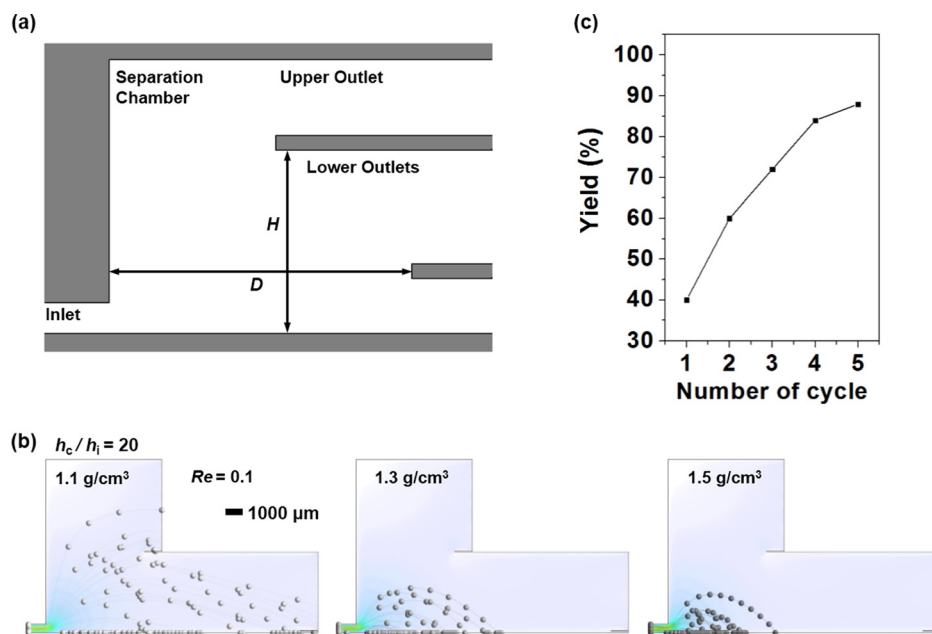 (a)
Separation
Chamber
Upper Outlet
Lower Outlets
H
D
Inlet
(c)
100
90
80
70
60
50
40
30
Yield (%)
1 2 3 4 5
Number of cycle
(b)
hc / hi = 20
1.1 g/cm³
Re = 0.1
1000 µm
1.3 g/cm³
1.5 g/cm³